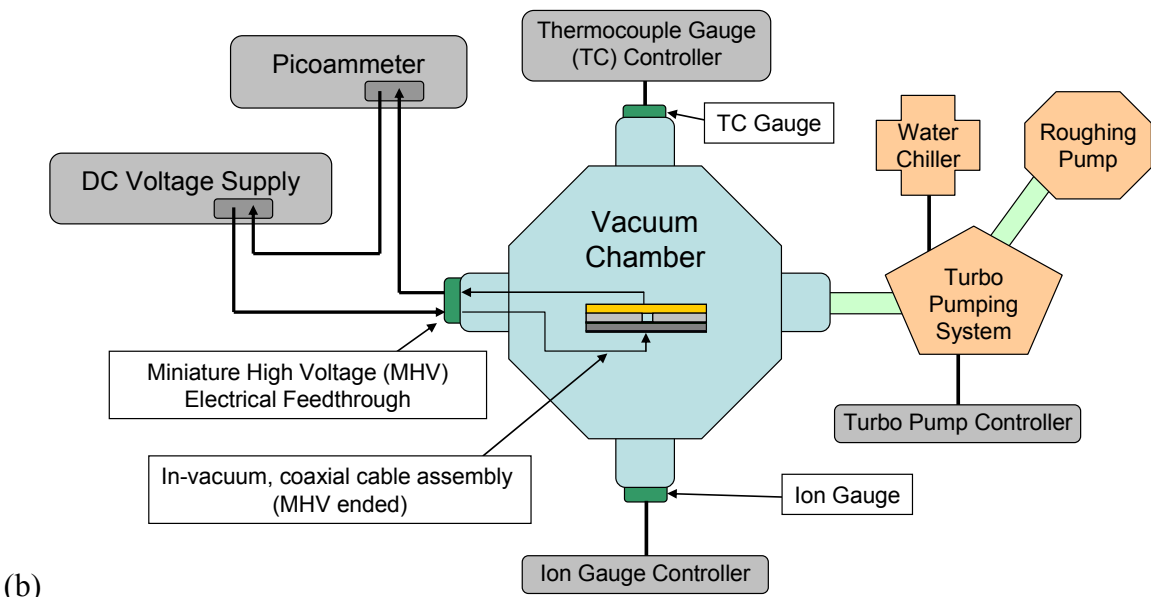 Thermocouple Gauge
(TC) Controller
Picoammeter
TC Gauge
Water
Chiller
Roughing
Pump
DC Voltage Supply
Vacuum
Chamber
Turbo
Pumping
System
Miniature High Voltage (MHV)
Electrical Feedthrough
Turbo Pump Controller
In-vacuum, coaxial cable assembly
(MHV ended)
Ion Gauge
Ion Gauge Controller
(b)